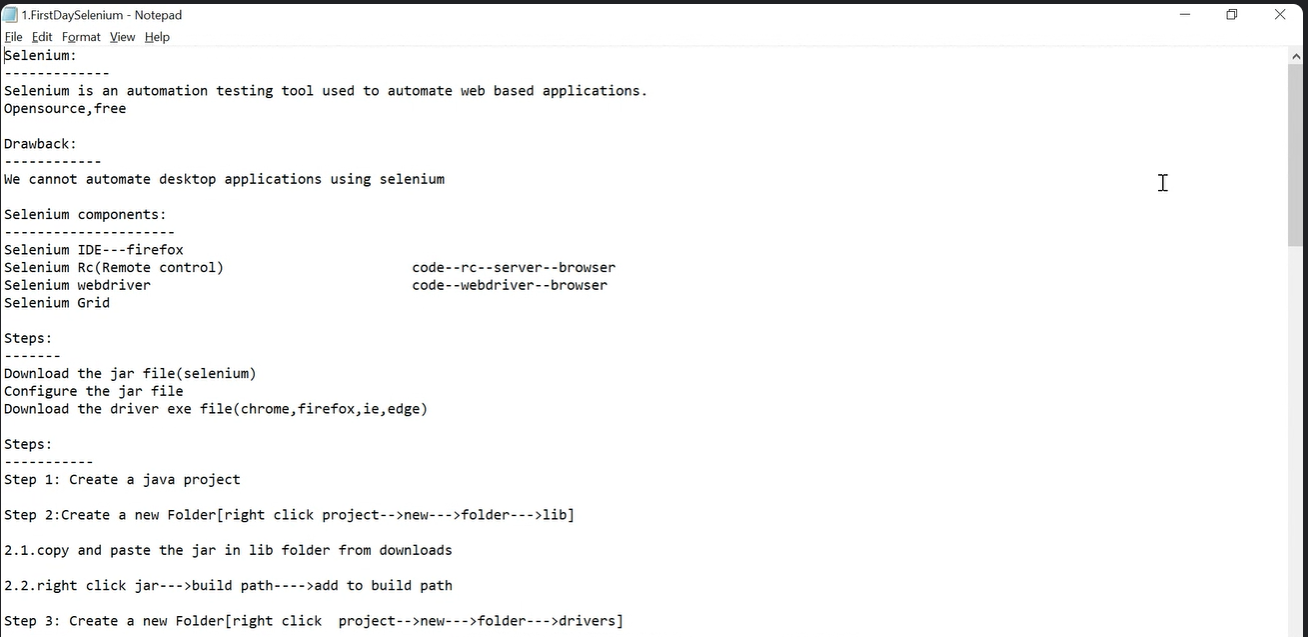 1.FirstDaySelenium - Notepad
File Edit Format View Help
Selenium:
-------------
Selenium is an automation testing tool used to automate web based applications.
Opensource,free
Drawback:
------------
We cannot automate desktop applications using selenium
Selenium components:
---------------------
Selenium IDE---firefox
Selenium Rc(Remote control) code--rc--server--browser
Selenium webdriver code--webdriver--browser
Selenium Grid
Steps:
-------
Download the jar file(selenium)
Configure the jar file
Download the driver exe file(chrome,firefox,ie,edge)
Steps:
-----------
Step 1: Create a java project
Step 2:Create a new Folder[right click project-->new--->folder--->lib]
2.1.copy and paste the jar in lib folder from downloads
2.2.right click jar--->build path---->add to build path
Step 3: Create a new Folder[right click  project-->new--->folder--->drivers]